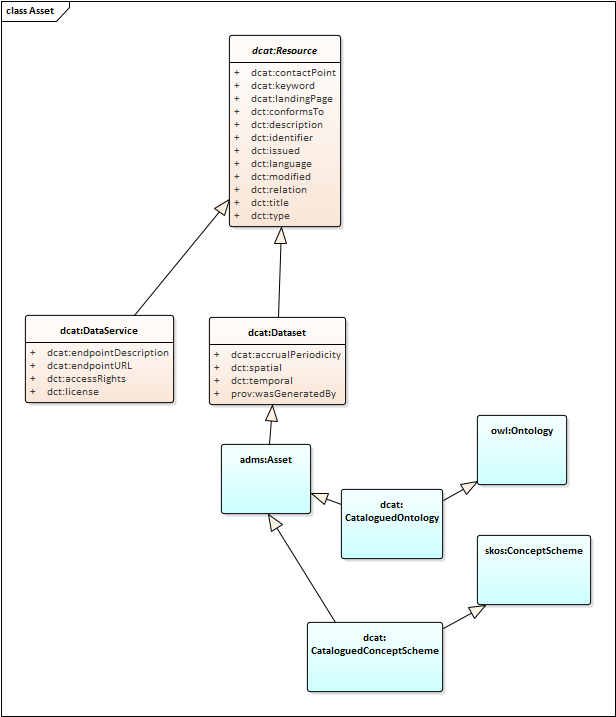 class Asset
dcat:Resource
+ dcat:contactPoint
+ dcat:keyword
+ dcat:landingPage
+ dct:conformsTo
+ dct:description
+ dct:identifier
+ dct:issued
+ dct:language
+ dct:modified
+ dct:relation
+ dct:title
+ dct:type
dcat:DataService
+ dcat:endpointDescription
+ dcat:endpointURL
+ dct:accessRights
+ dct:license
dcat:Dataset
+ dcat:accrualPeriodicity
+ dct:spatial
+ dct:temporal
+ prov:wasGeneratedBy
adms:Asset
owl:Ontology
dcat:
CataloguedOntology
skos:ConceptScheme
dcat:
CataloguedConceptScheme